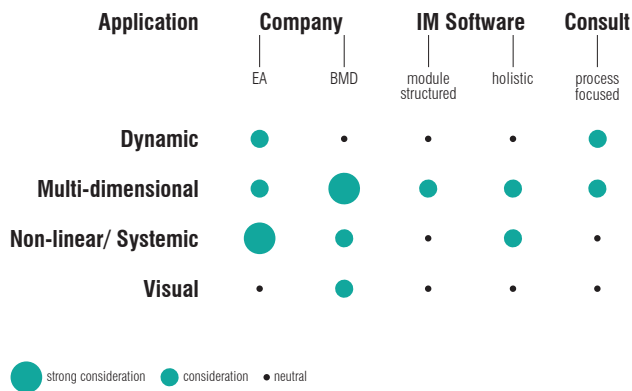 Application Company IM Software Consult
EA BMD module structured holistic process focused
Dynamic
Multi-dimensional
Non-linear/ Systemic
Visual
strong consideration consideration neutral